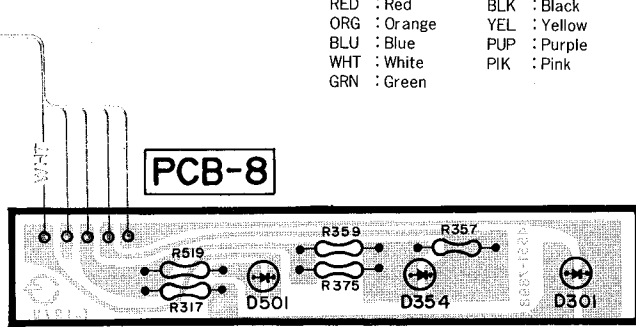 RED : Red BLK : Black
ORG : Orange YEL : Yellow
BLU : Blue PUP : Purple
WHT : White PIK : Pink
GRN : Green
WHT
PCB-8
R359 R357
R519
R317 D501 R375 D354 D301